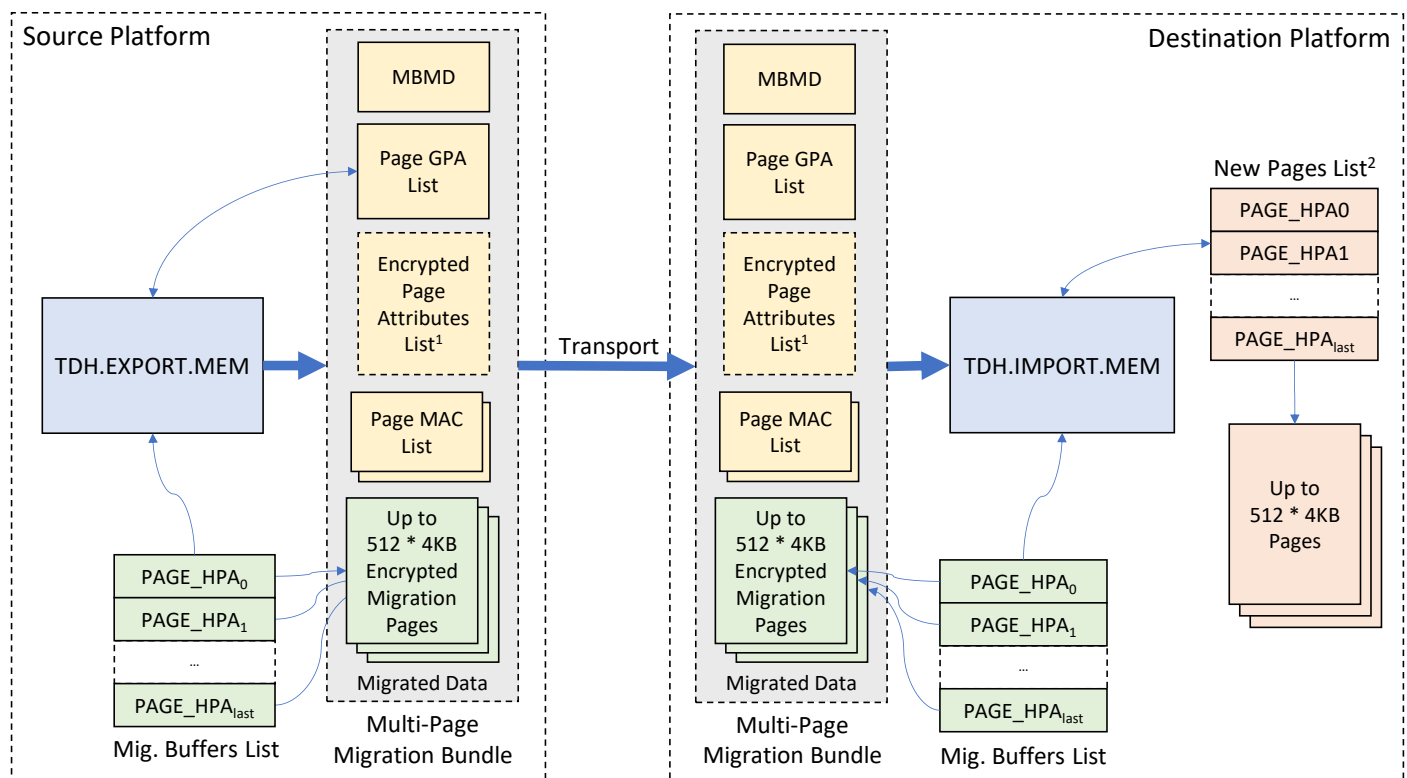 Source Platform
MBMD
Page GPA
List
Encrypted
Page
Attributes
List¹
TDH.EXPORT.MEM
Page MAC
List
Up to
512 * 4KB
Encrypted
Migration
Pages
Migrated Data
PAGE_HPA₀
PAGE_HPA₁
...
PAGE_HPAlast
Mig. Buffers List
Multi-Page
Migration Bundle
Transport
Destination Platform
MBMD
Page GPA
List
Encrypted
Page
Attributes
List¹
Page MAC
List
Up to
512 * 4KB
Encrypted
Migration
Pages
Migrated Data
Multi-Page
Migration Bundle
TDH.IMPORT.MEM
PAGE_HPA₀
PAGE_HPA₁
...
PAGE_HPAlast
Mig. Buffers List
New Pages List²
PAGE_HPA0
PAGE_HPA1
...
PAGE_HPAlast
Up to
512 * 4KB
Pages